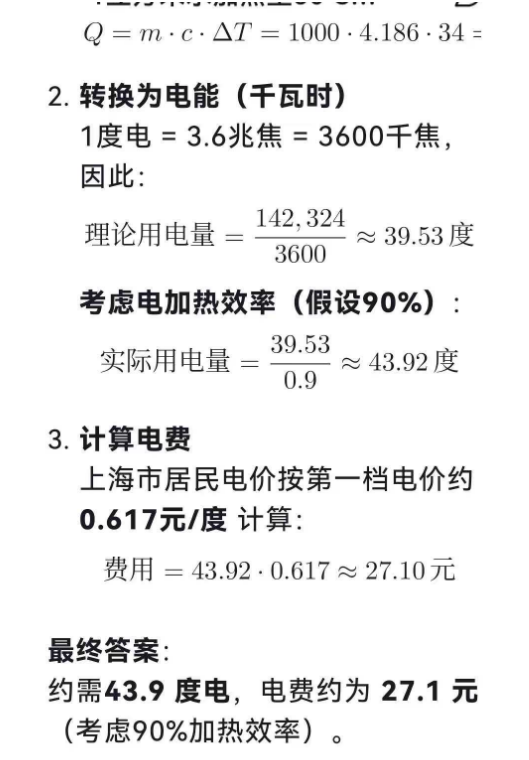 Q = m · c · ΔT = 1000 · 4.186 · 34 =
2. 转换为电能（千瓦时）
1度电 = 3.6兆焦 = 3600千焦，
因此：
理论用电量 = 142,324 / 3600 ≈ 39.53 度
考虑电加热效率（假设90%）：
实际用电量 = 39.53 / 0.9 ≈ 43.92 度
3. 计算电费
上海市居民电价按第一档电价约
0.617元/度 计算：
费用 = 43.92 · 0.617 ≈ 27.10 元
最终答案：
约需43.9 度电，电费约为 27.1 元
（考虑90%加热效率）。